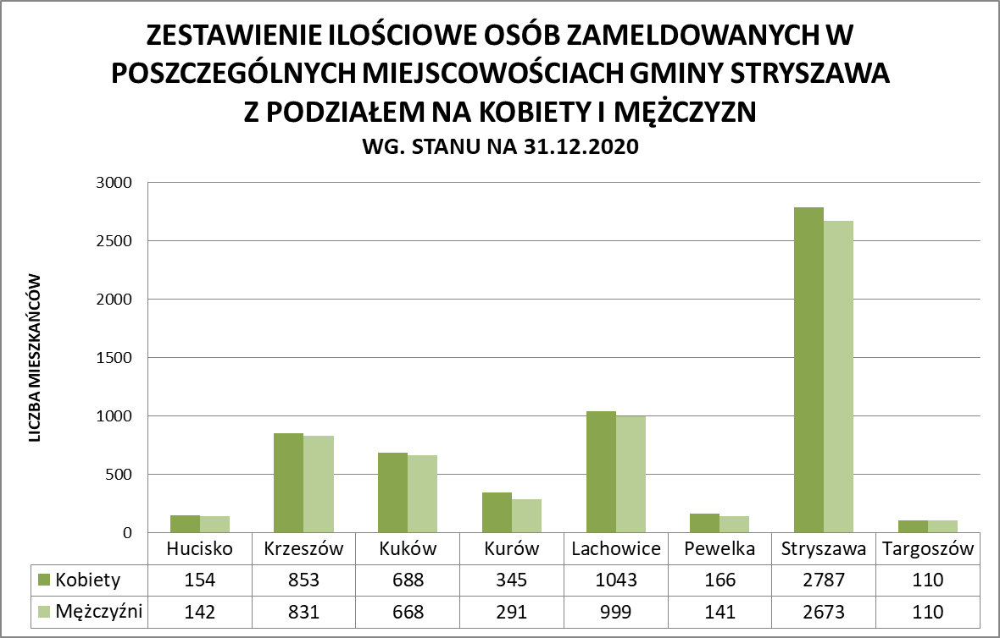 ZESTAWIENIE ILOŚCIOWE OSÓB ZAMELDOWANYCH W
POSZCZEGÓLNYCH MIEJSCOWOŚCIACH GMINY STRYSZAWA
Z PODZIAŁEM NA KOBIETY I MĘŻCZYZN
WG. STANU NA 31.12.2020
LICZBA MIESZKAŃCÓW
3000
2500
2000
1500
1000
500
0
Hucisko Krzeszów Kuków Kurów Lachowice Pewelka Stryszawa Targoszów
Kobiety 154 853 688 345 1043 166 2787 110
Mężczyźni 142 831 668 291 999 141 2673 110